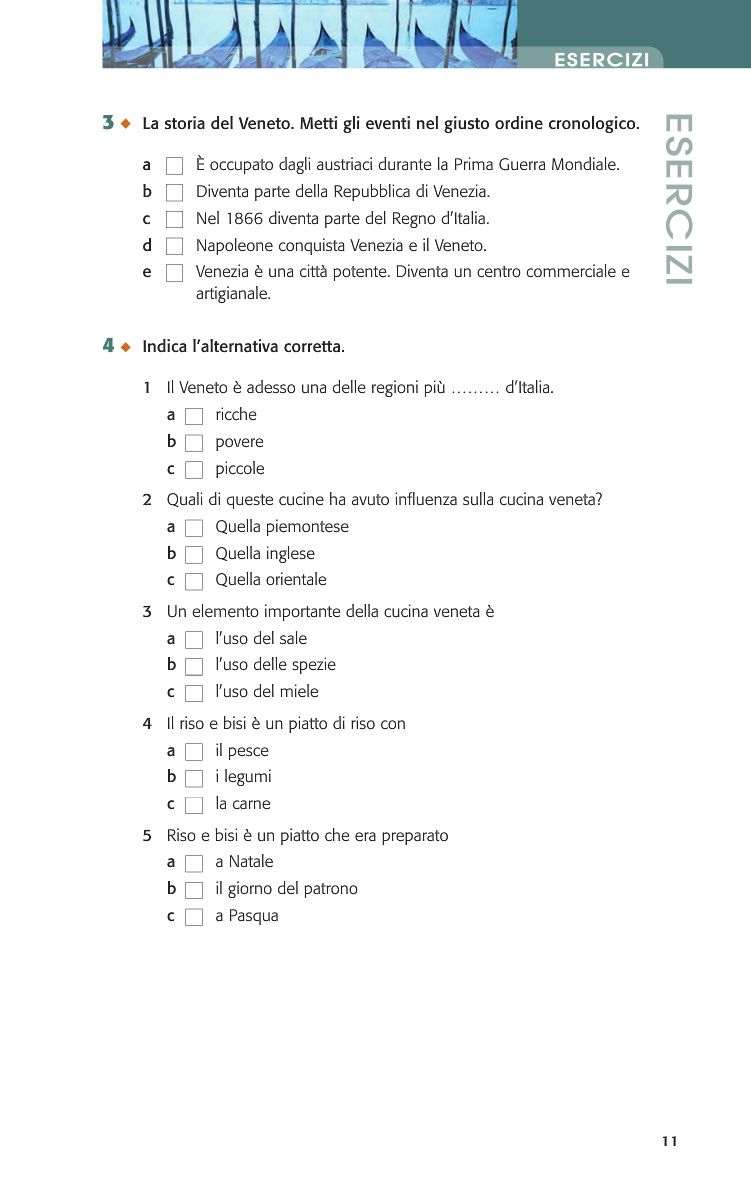 ESERCIZI
ESERCIZI
3 ◆ La storia del Veneto. Metti gli eventi nel giusto ordine cronologico.
a □ È occupato dagli austriaci durante la Prima Guerra Mondiale.
b □ Diventa parte della Repubblica di Venezia.
c □ Nel 1866 diventa parte del Regno d'Italia.
d □ Napoleone conquista Venezia e il Veneto.
e □ Venezia è una città potente. Diventa un centro commerciale e
artigianale.
4 ◆ Indica l'alternativa corretta.
1 Il Veneto è adesso una delle regioni più ……… d'Italia.
a □ ricche
b □ povere
c □ piccole
2 Quali di queste cucine ha avuto influenza sulla cucina veneta?
a □ Quella piemontese
b □ Quella inglese
c □ Quella orientale
3 Un elemento importante della cucina veneta è
a □ l'uso del sale
b □ l'uso delle spezie
c □ l'uso del miele
4 Il riso e bisi è un piatto di riso con
a □ il pesce
b □ i legumi
c □ la carne
5 Riso e bisi è un piatto che era preparato
a □ a Natale
b □ il giorno del patrono
c □ a Pasqua
11